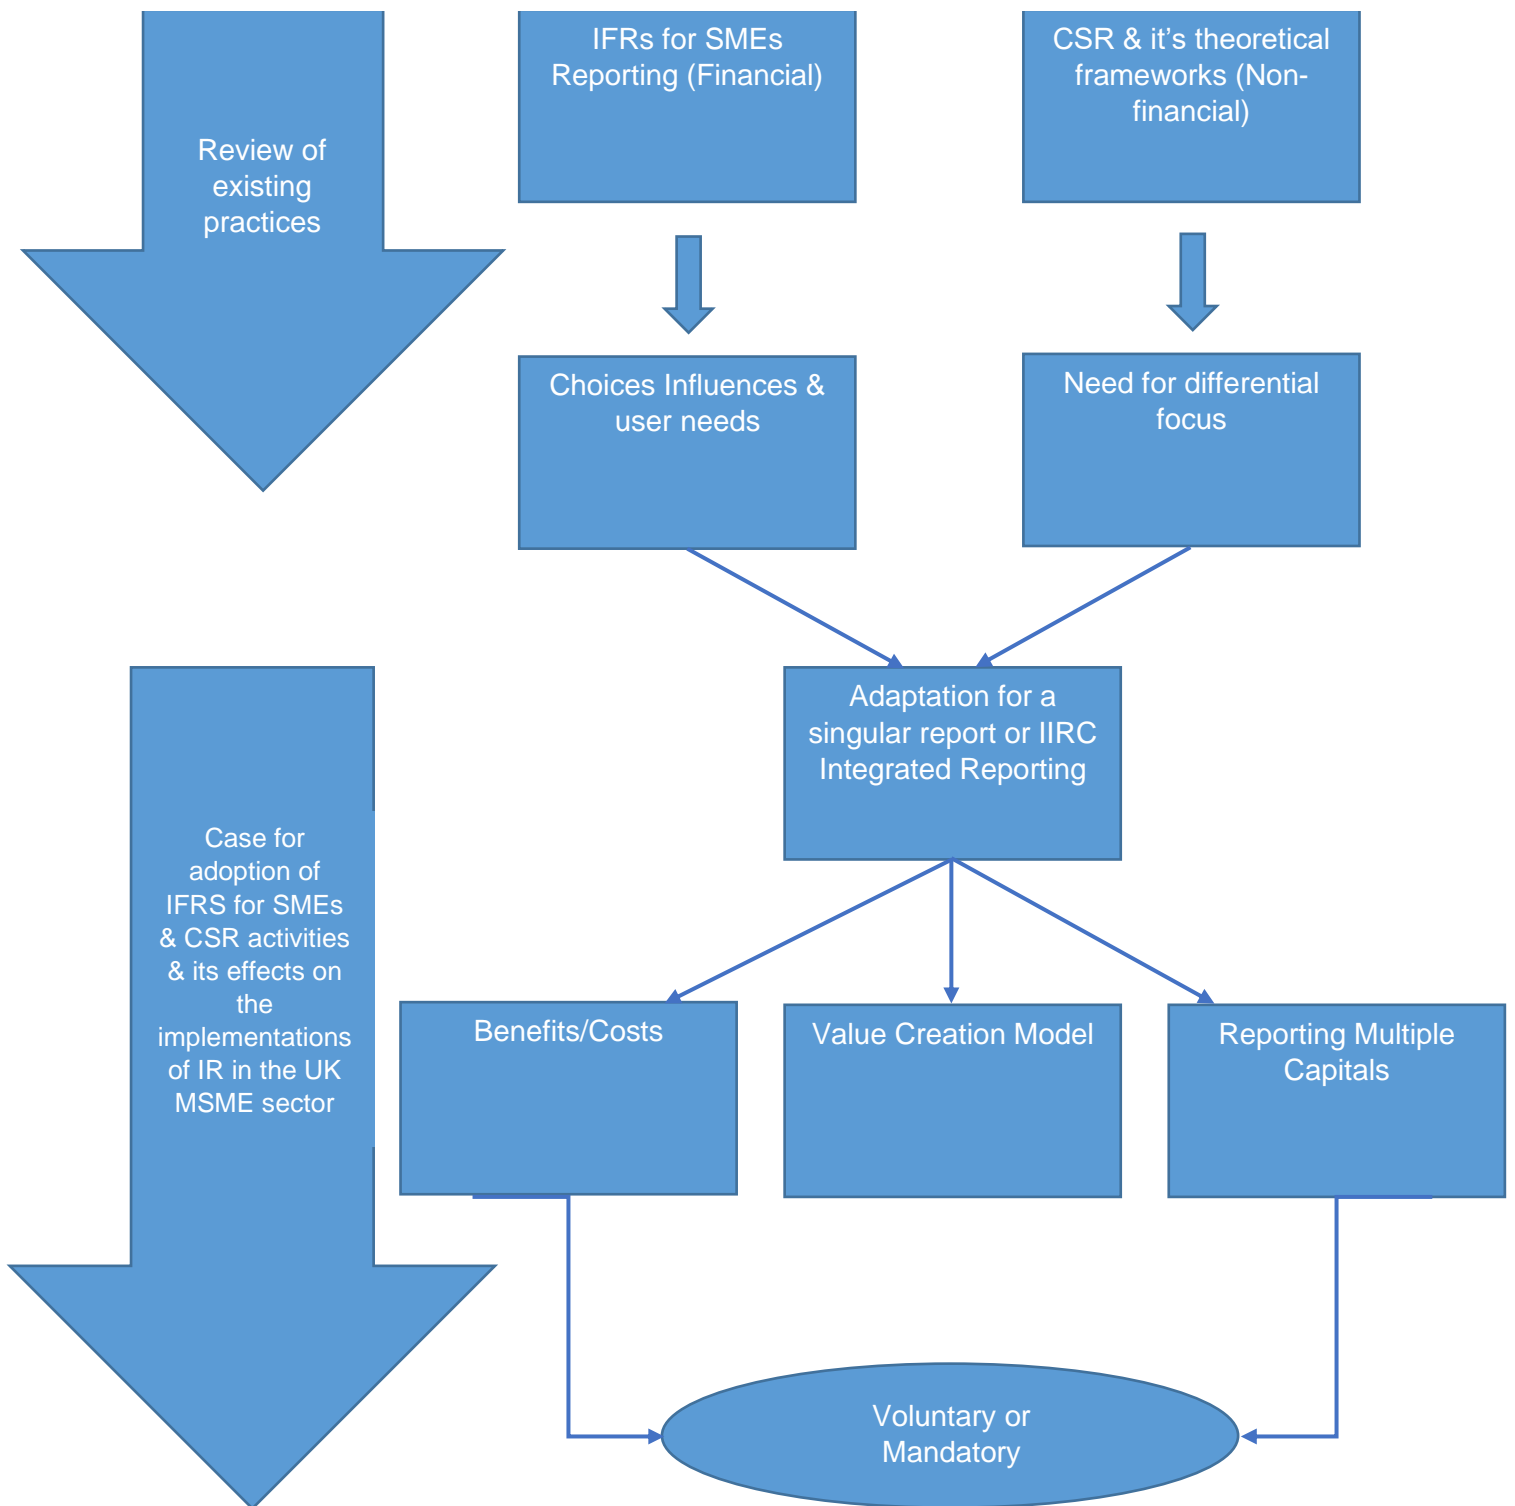 IFRs for SMEs
Reporting (Financial)
CSR & it's theoretical
frameworks (Non-
financial)
Review of
existing
practices
Choices Influences &
user needs
Need for differential
focus
Adaptation for a
singular report or IIRC
Integrated Reporting
Case for
adoption of
IFRS for SMEs
& CSR activities
& its effects on
the
implementations
of IR in the UK
MSME sector
Benefits/Costs
Value Creation Model
Reporting Multiple
Capitals
Voluntary or
Mandatory